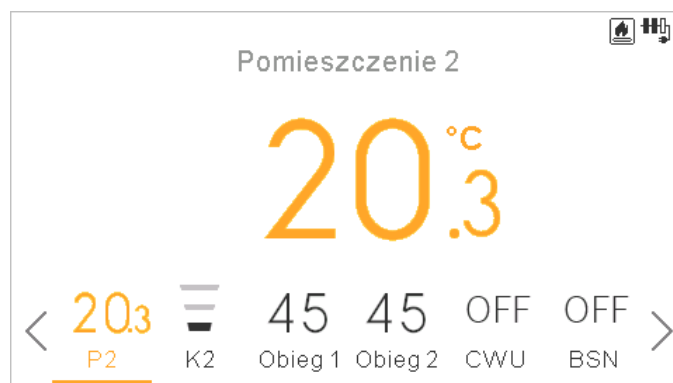 Pomieszczenie 2
20.3 °C
20.3 45 45 OFF OFF
P2 K2 Obieg 1 Obieg 2 CWU BSN